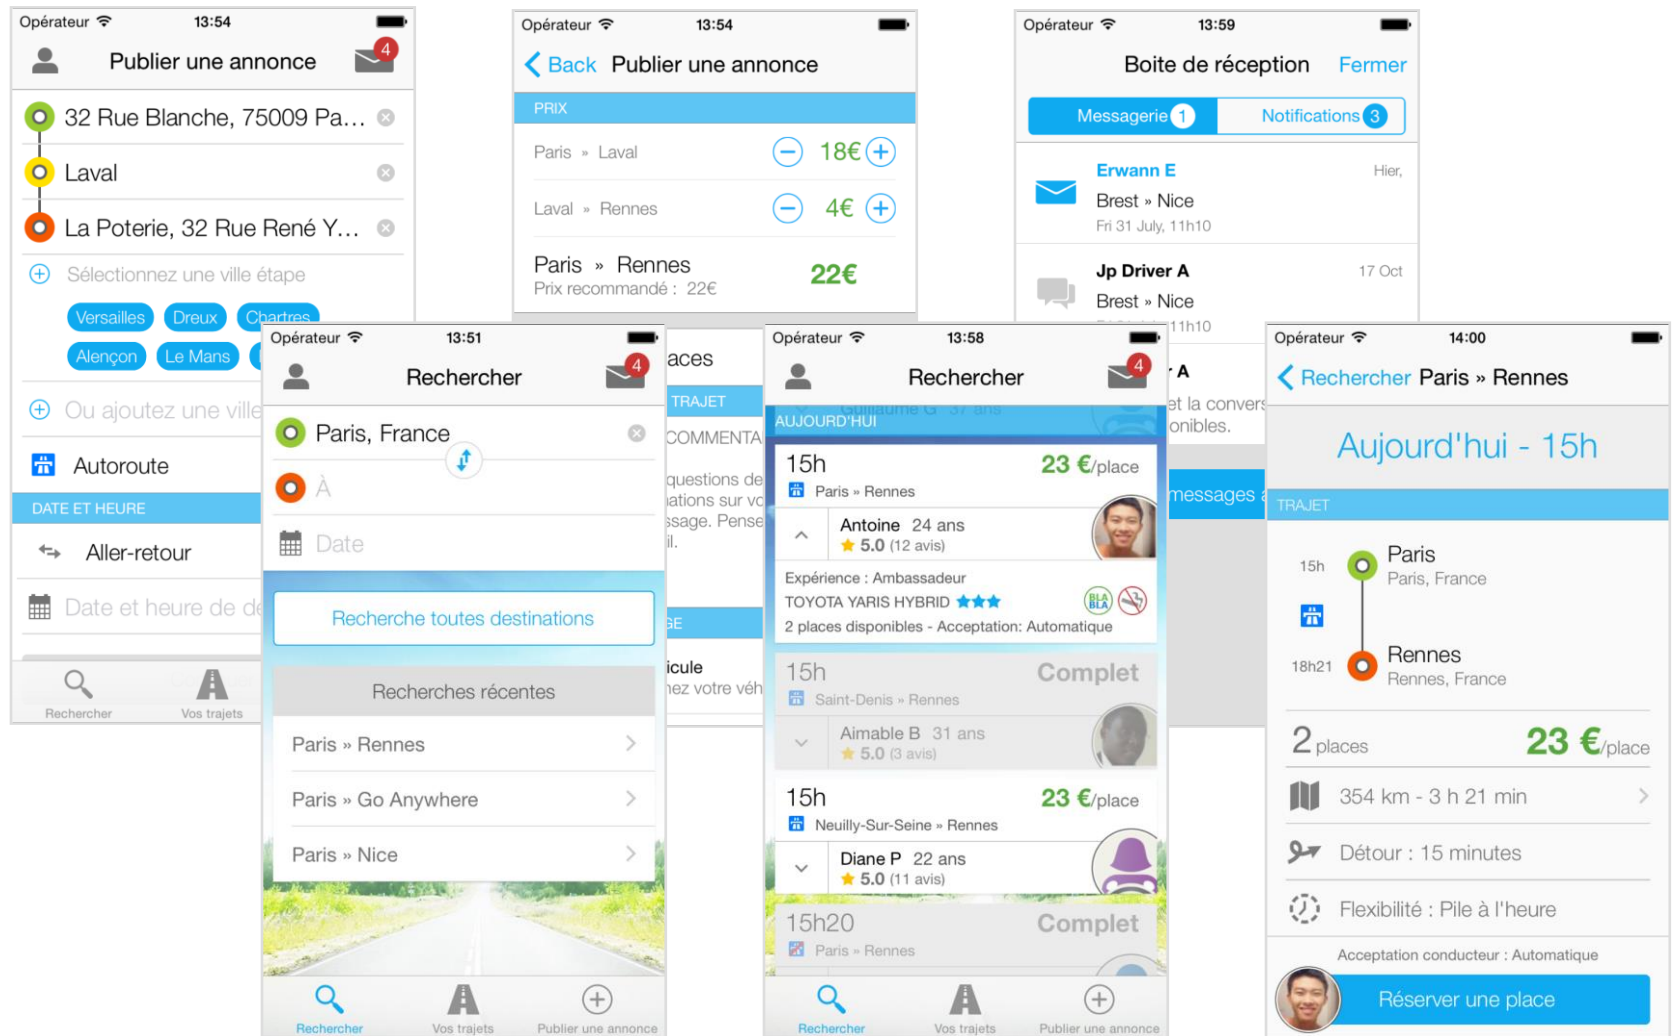 Opérateur 13:54
Publier une annonce 4
32 Rue Blanche, 75009 Pa...
Laval
La Poterie, 32 Rue René Y...
Sélectionnez une ville étape
Versailles Dreux Chartres
Alençon Le Mans
Ou ajoutez une ville
Autoroute
DATE ET HEURE
Aller-retour
Date et heure de
Rechercher Vos trajets
Opérateur 13:54
Back Publier une annonce
PRIX
Paris » Laval 18€
Laval » Rennes 4€
Paris » Rennes 22€
Prix recommandé : 22€
aces
TRAJET
COMMENTA
questions de
ations sur vo
ssage. Pense
il.
GE
icule
nez votre véh
Opérateur 13:59
Boite de réception Fermer
Messagerie 1 Notifications 3
Erwann E Hier,
Brest » Nice
Fri 31 July, 11h10
Jp Driver A 17 Oct
Brest » Nice
11h10
r A
et la convers
onibles.
messages a
Opérateur 13:51
Rechercher 4
Paris, France
À
Date
Recherche toutes destinations
Recherches récentes
Paris » Rennes
Paris » Go Anywhere
Paris » Nice
Rechercher Vos trajets Publier une annonce
Opérateur 13:58
Rechercher 4
Guillaume G 37 ans
AUJOURD'HUI
15h 23 €/place
Paris » Rennes
Antoine 24 ans
5.0 (12 avis)
Expérience : Ambassadeur
TOYOTA YARIS HYBRID
BLA
BLA
2 places disponibles - Acceptation: Automatique
15h Complet
Saint-Denis » Rennes
Aimable B 31 ans
5.0 (3 avis)
15h 23 €/place
Neuilly-Sur-Seine » Rennes
Diane P 22 ans
5.0 (11 avis)
15h20 Complet
Paris » Rennes
Rechercher Vos trajets Publier une annonce
Opérateur 14:00
Rechercher Paris » Rennes
Aujourd'hui - 15h
TRAJET
15h Paris
Paris, France
18h21 Rennes
Rennes, France
2 places 23 €/place
354 km - 3 h 21 min
Détour : 15 minutes
Flexibilité : Pile à l'heure
Acceptation conducteur : Automatique
Réserver une place